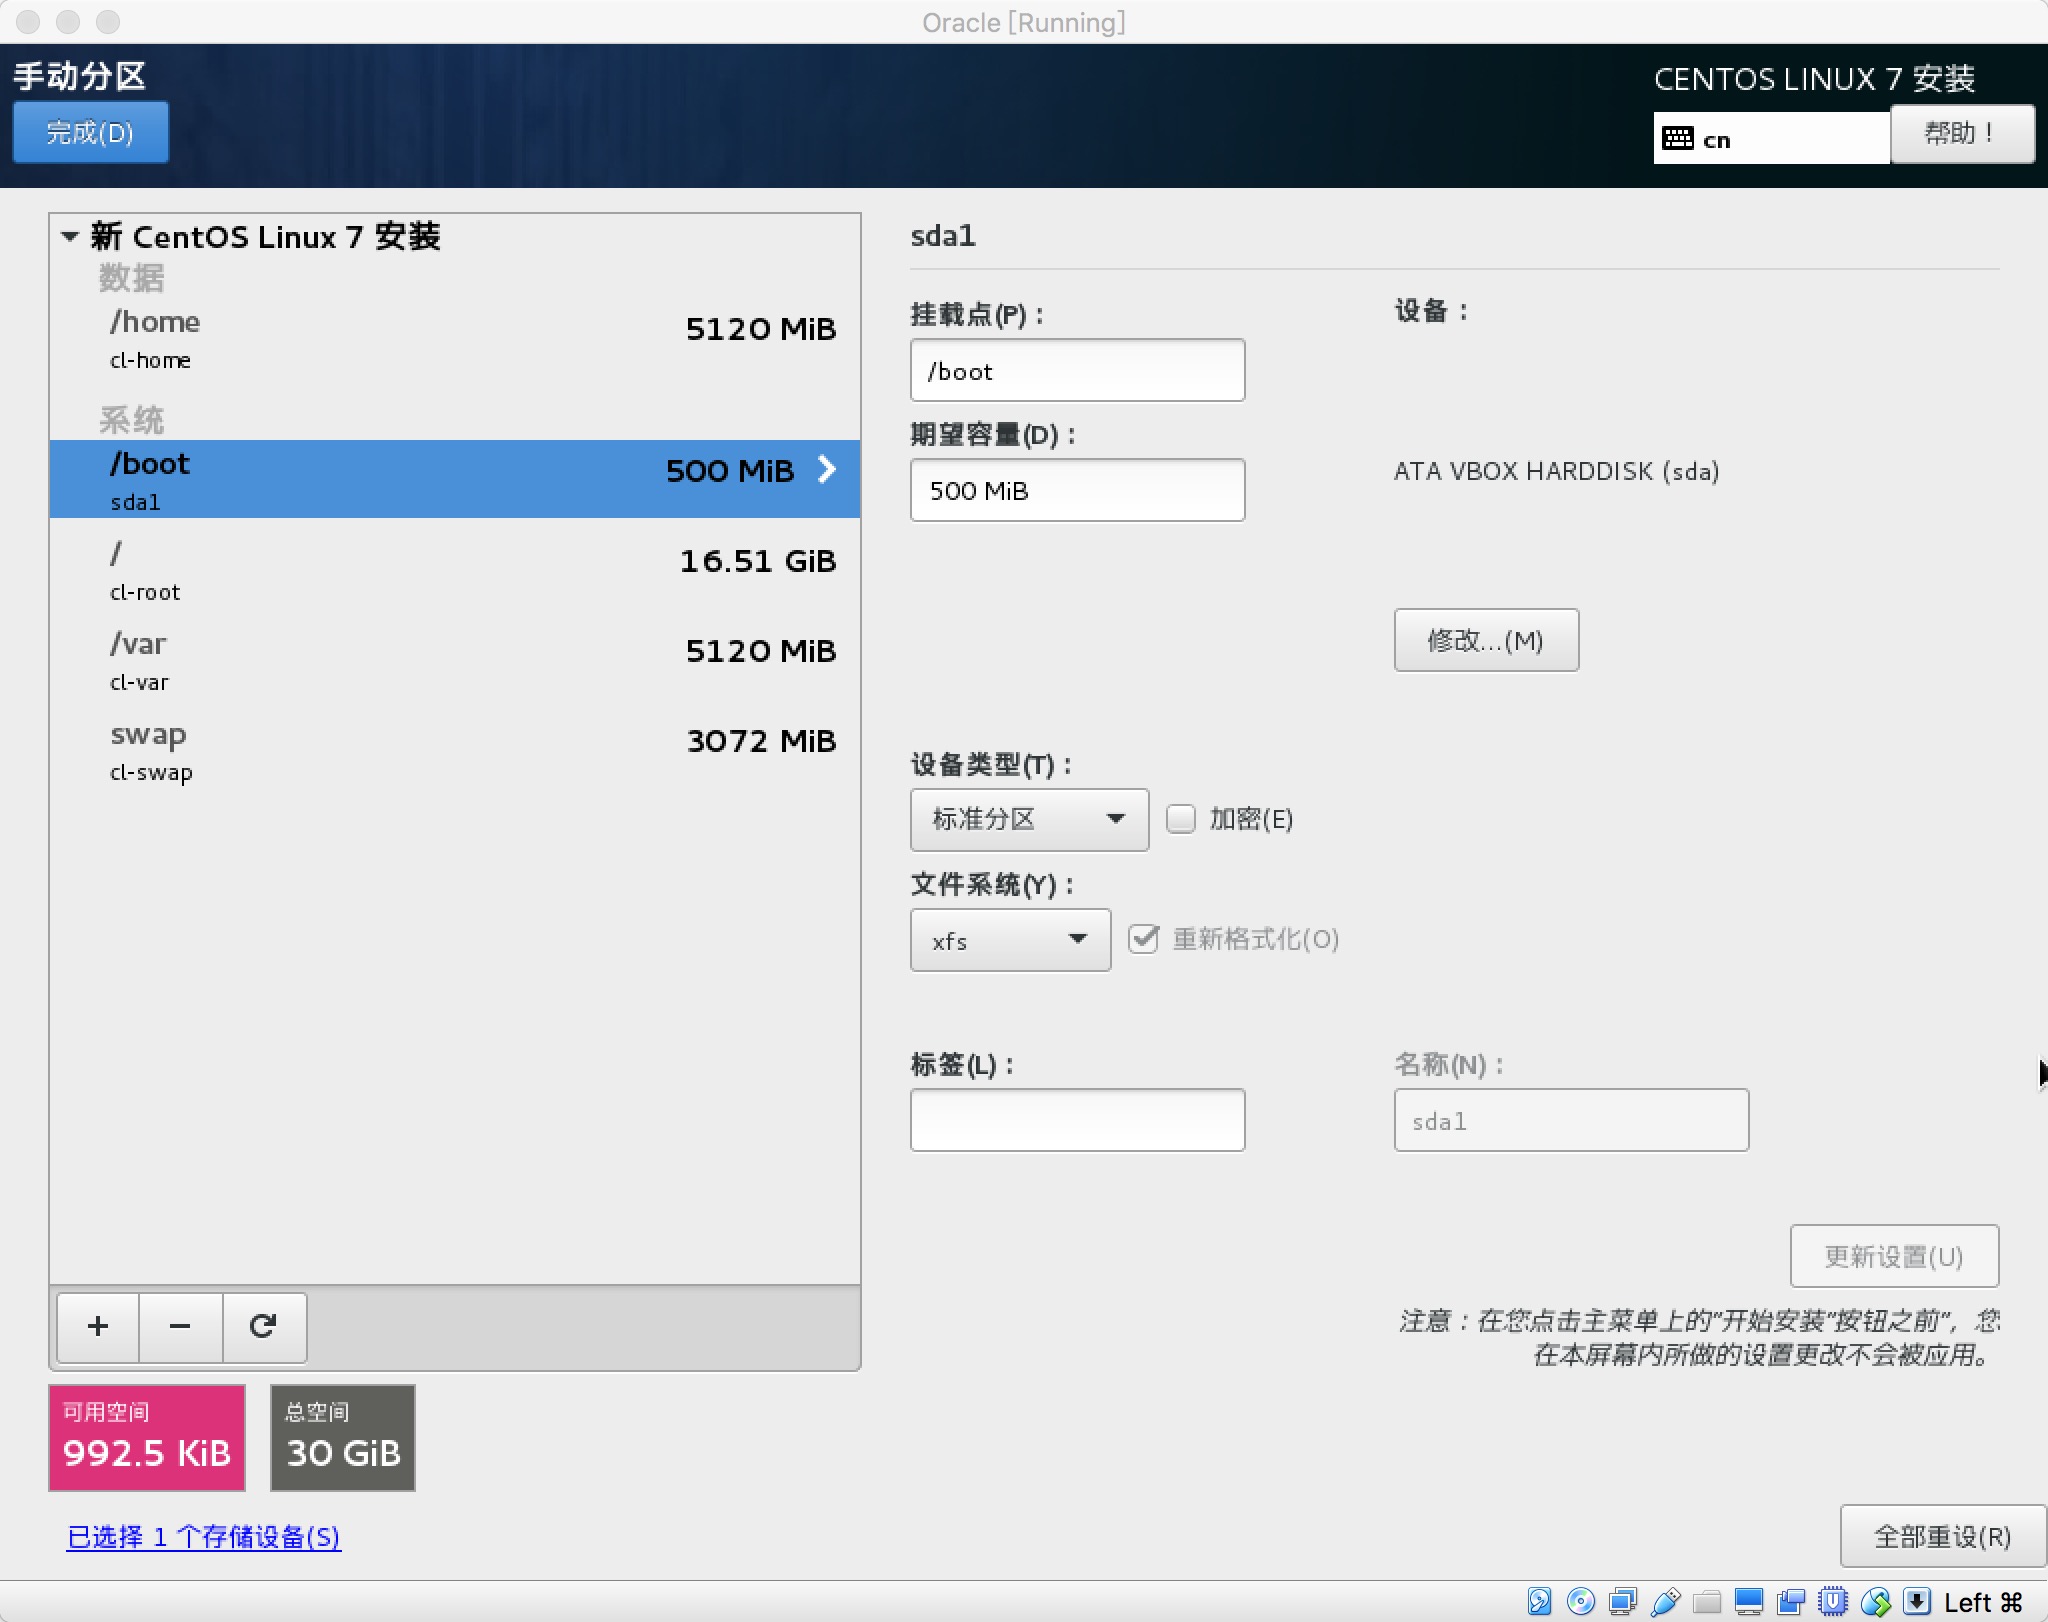 Oracle [Running]
手动分区
完成(D)
CENTOS LINUX 7 安装
cn
帮助！
新 CentOS Linux 7 安装
数据
/home
5120 MiB
cl-home
系统
/boot
500 MiB
sda1
/
16.51 GiB
cl-root
/var
5120 MiB
cl-var
swap
3072 MiB
cl-swap
+ −
可用空间
992.5 KiB
总空间
30 GiB
已选择 1 个存储设备(S)
sda1
挂载点(P)：
/boot
期望容量(D)：
500 MiB
设备：
ATA VBOX HARDDISK (sda)
修改...(M)
设备类型(T)：
标准分区
加密(E)
文件系统(Y)：
xfs
重新格式化(O)
标签(L)：
名称(N)：
sda1
更新设置(U)
注意：在您点击主菜单上的"开始安装"按钮之前"，您
在本屏幕内所做的设置更改不会被应用。
全部重设(R)
Left ⌘